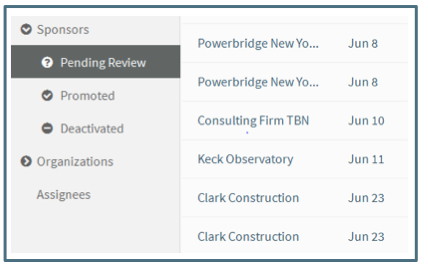 Sponsors
Pending Review
Promoted
Deactivated
Organizations
Assignees
Powerbridge New Yo... Jun 8
Powerbridge New Yo... Jun 8
Consulting Firm TBN Jun 10
Keck Observatory Jun 11
Clark Construction Jun 23
Clark Construction Jun 23